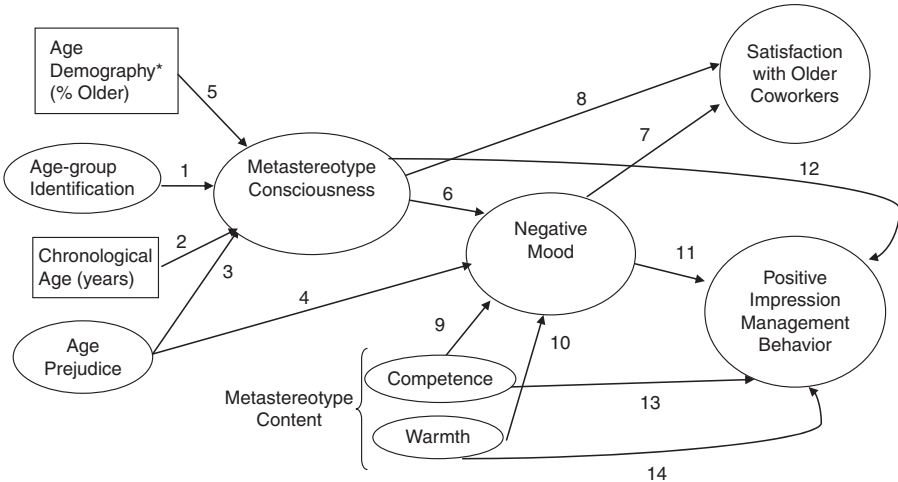 Age
Demography*
(% Older)
5
Age-group
Identification
1
Metastereotype
Consciousness
2
Chronological
Age (years)
3
Age
Prejudice
4
6
Negative
Mood
7
8
Satisfaction
with Older
Coworkers
12
11
Positive
Impression
Management
Behavior
9
10
Metastereotype
Content
Competence
Warmth
13
14